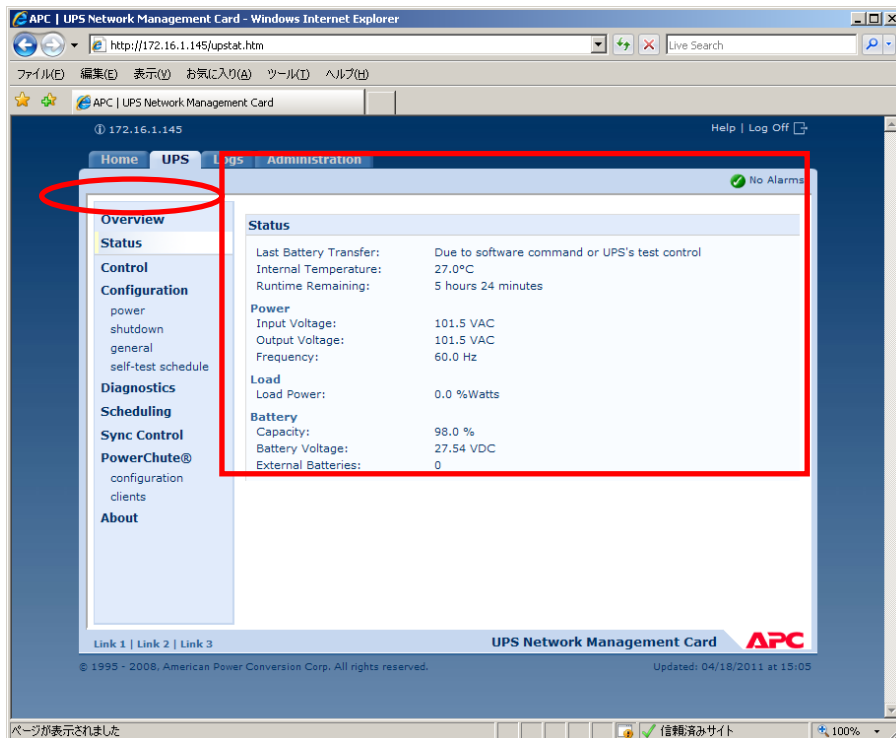 APC | UPS Network Management Card - Windows Internet Explorer
http://172.16.1.145/upstat.htm
Live Search
ファイル(F) 編集(E) 表示(V) お気に入り(A) ツール(T) ヘルプ(H)
APC | UPS Network Management Card
172.16.1.145
Help | Log Off
Home UPS Logs Administration
No Alarms
Overview
Status
Control
Configuration
power
shutdown
general
self-test schedule
Diagnostics
Scheduling
Sync Control
PowerChute®
configuration
clients
About
Status
Last Battery Transfer: Due to software command or UPS's test control
Internal Temperature: 27.0°C
Runtime Remaining: 5 hours 24 minutes
Power
Input Voltage: 101.5 VAC
Output Voltage: 101.5 VAC
Frequency: 60.0 Hz
Load
Load Power: 0.0 %Watts
Battery
Capacity: 98.0 %
Battery Voltage: 27.54 VDC
External Batteries: 0
Link 1 | Link 2 | Link 3
UPS Network Management Card
APC
© 1995 - 2008, American Power Conversion Corp. All rights reserved.
Updated: 04/18/2011 at 15:05
ページが表示されました
信頼済みサイト
100%